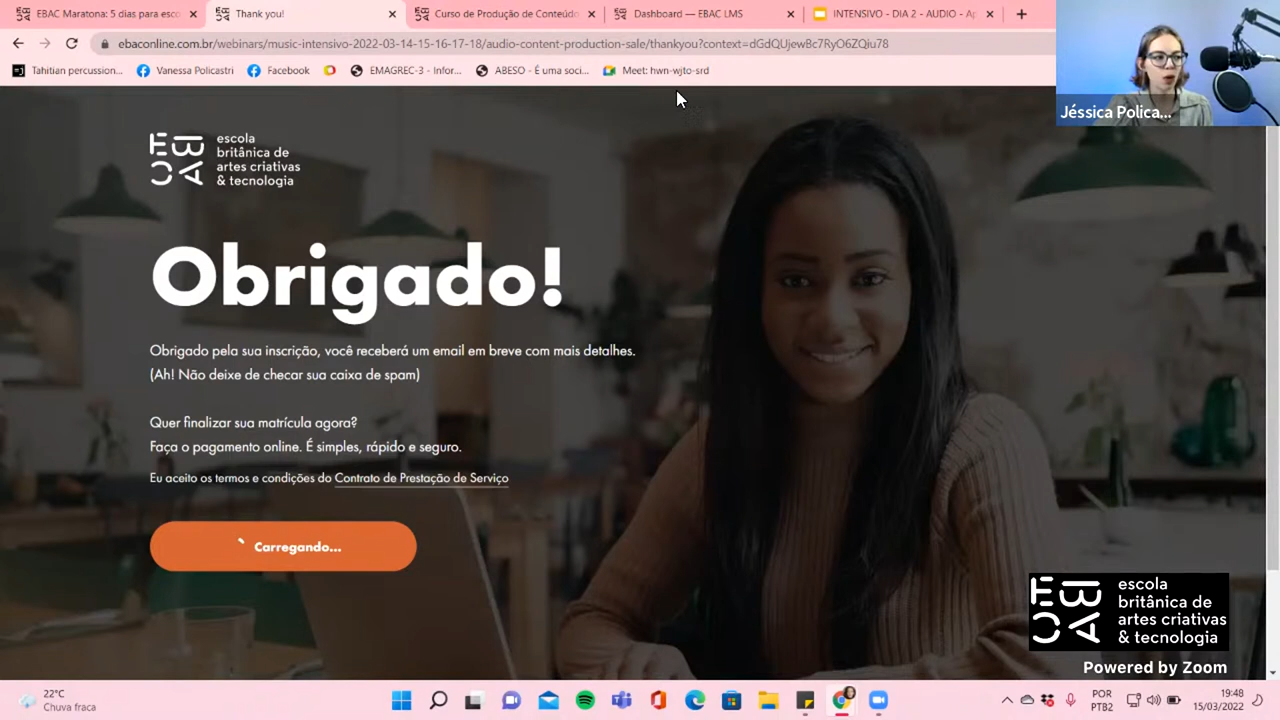 EBAC Maratona: 5 dias para esco
Thank you!
Curso de Produção de Conteúdo
Dashboard — EBAC LMS
INTENSIVO - DIA 2 - AUDIO - Ap
ebaconline.com.br/webinars/music-intensivo-2022-03-14-15-16-17-18/audio-content-production-sale/thankyou?context=dGdQUjewBc7RyO6ZQiu78
Tahitian percussion...
Vanessa Policastri
Facebook
EMAGREC-3 - Infor...
ABESO - É uma soci...
Meet: hwn-wjto-srd
Jéssica Polica...
EBAC
escola
britânica de
artes criativas
& tecnologia
Obrigado!
Obrigado pela sua inscrição, você receberá um email em breve com mais detalhes.
(Ah! Não deixe de checar sua caixa de spam)
Quer finalizar sua matrícula agora?
Faça o pagamento online. É simples, rápido e seguro.
Eu aceito os termos e condições do Contrato de Prestação de Serviço
Carregando...
EBAC
escola
britânica de
artes criativas
& tecnologia
Powered by Zoom
22°C
Chuva fraca
POR
PTB2
19:48
15/03/2022